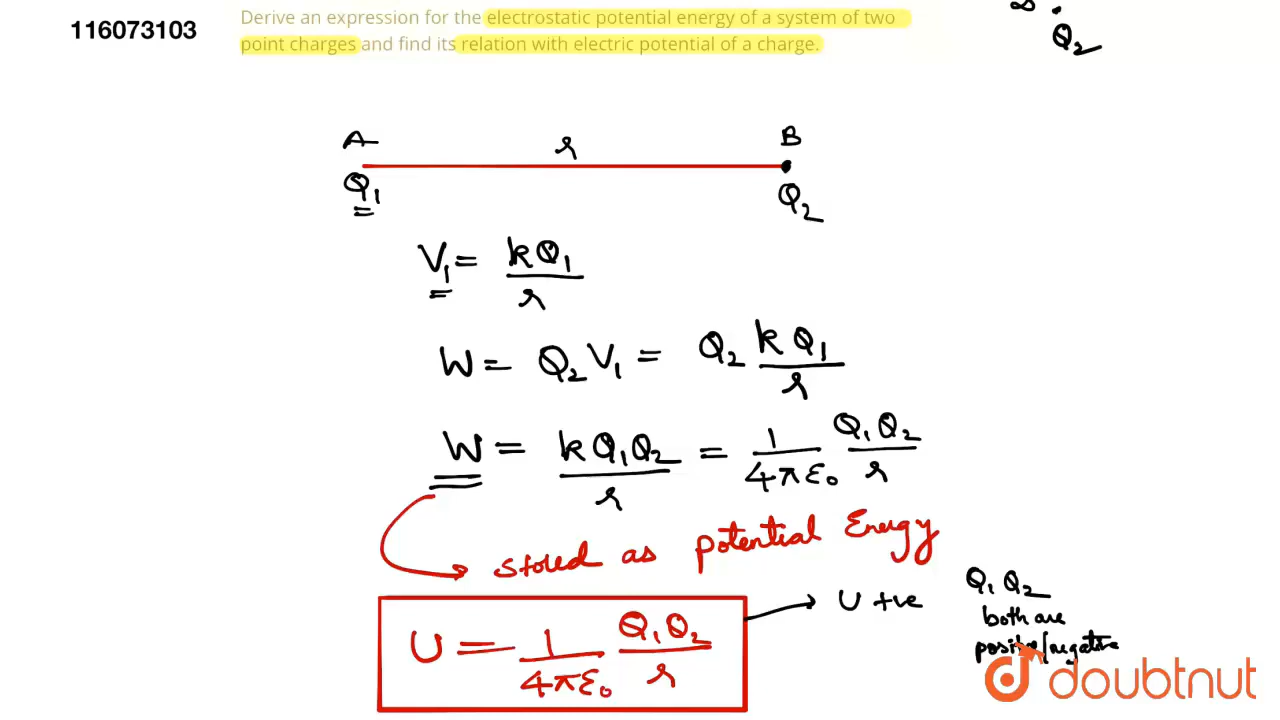 116073103
Derive an expression for the electrostatic potential energy of a system of two
point charges and find its relation with electric potential of a charge.
Q₂
A r B
Q₁ Q₂
V₁ = kQ₁/r
W = Q₂ V₁ = Q₂ kQ₁/r
W = kQ₁Q₂/r = 1/4πε₀ Q₁Q₂/r
stored as potential Energy
U = 1/4πε₀ Q₁Q₂/r
U +ve
Q₁ Q₂
both are
positive/negative
doubtnut